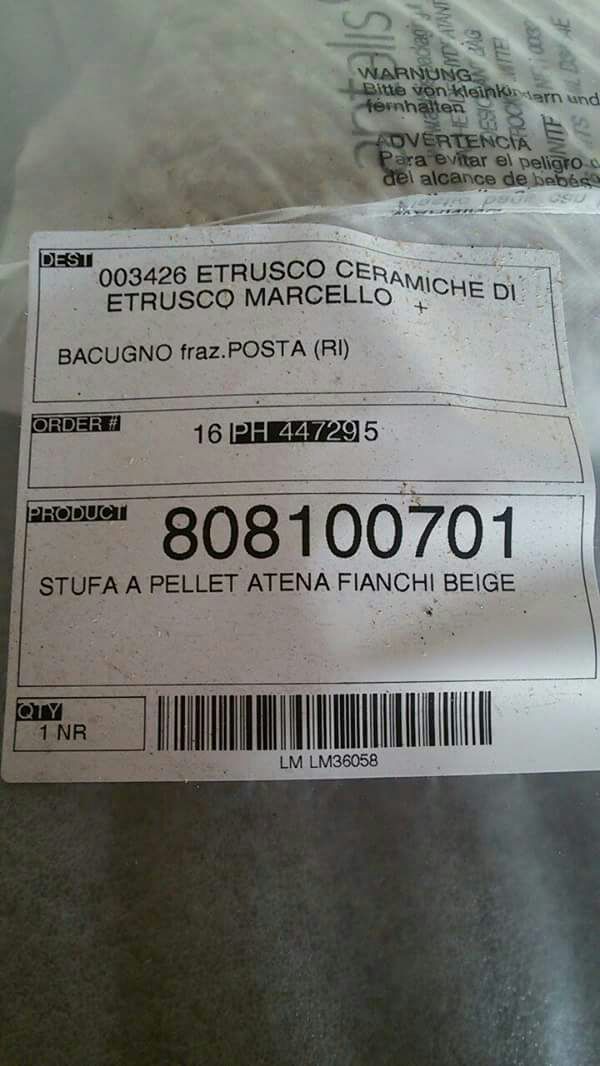 antalis
WARNUNG
Bitte von kleinkindern und
fernhalten
ADVERTENCIA
Para evitar el peligro
del alcance de bebés
DEST
003426 ETRUSCO CERAMICHE DI
ETRUSCO MARCELLO +
BACUGNO fraz.POSTA (RI)
ORDER #
16 PH 447295
PRODUCT
808100701
STUFA A PELLET ATENA FIANCHI BEIGE
QTY
1 NR
LM LM36058